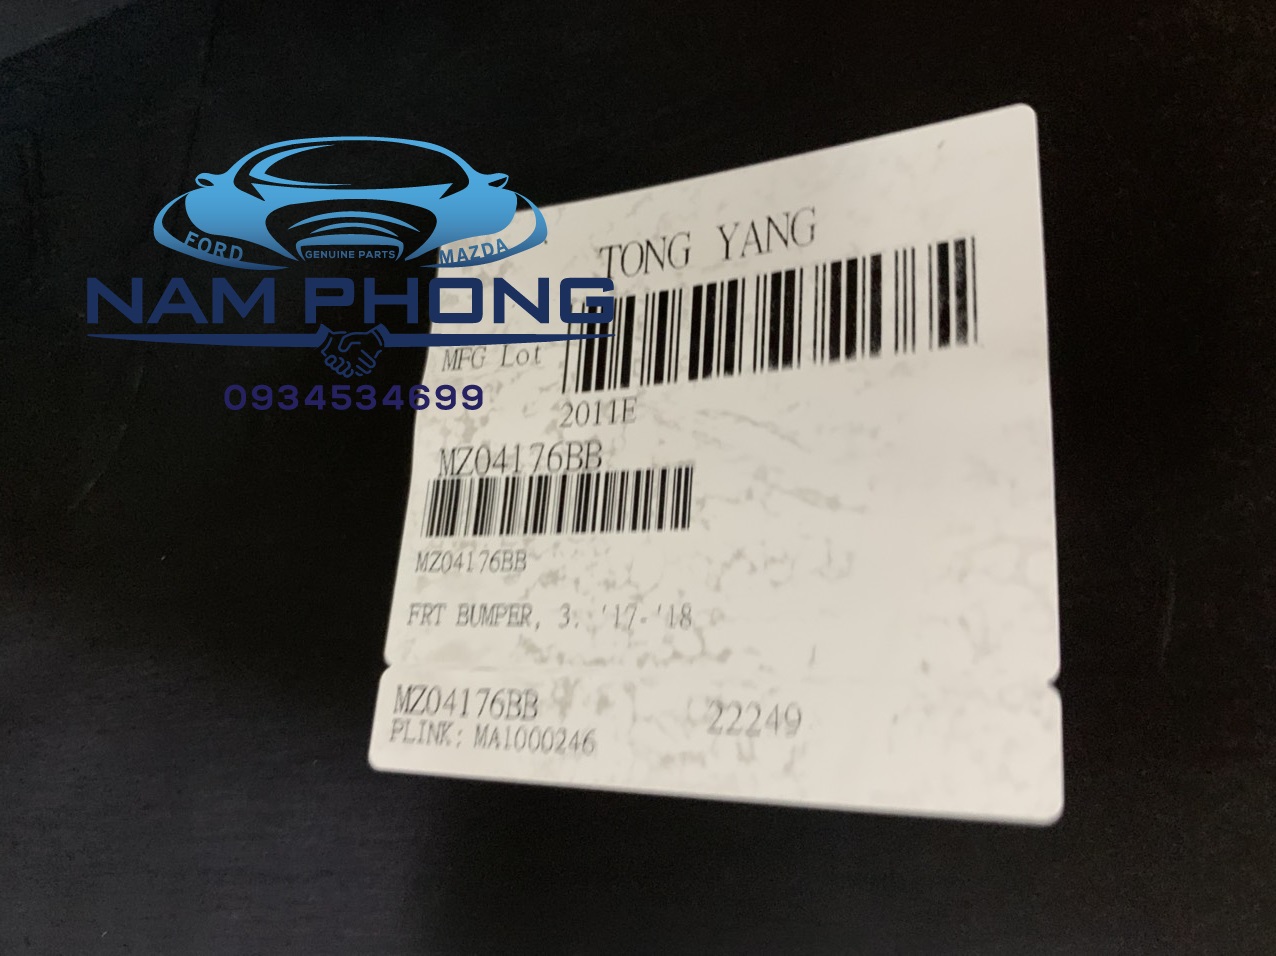 FORD
GENUINE PARTS
MAZDA
NAM PHONG
0934534699
TONG YANG
MFG Lot
2011E
MZ04176BB
MZ04176BB
FRT BUMPER, 3: '17-'18
MZ04176BB 22249
PLINK: MA1000246